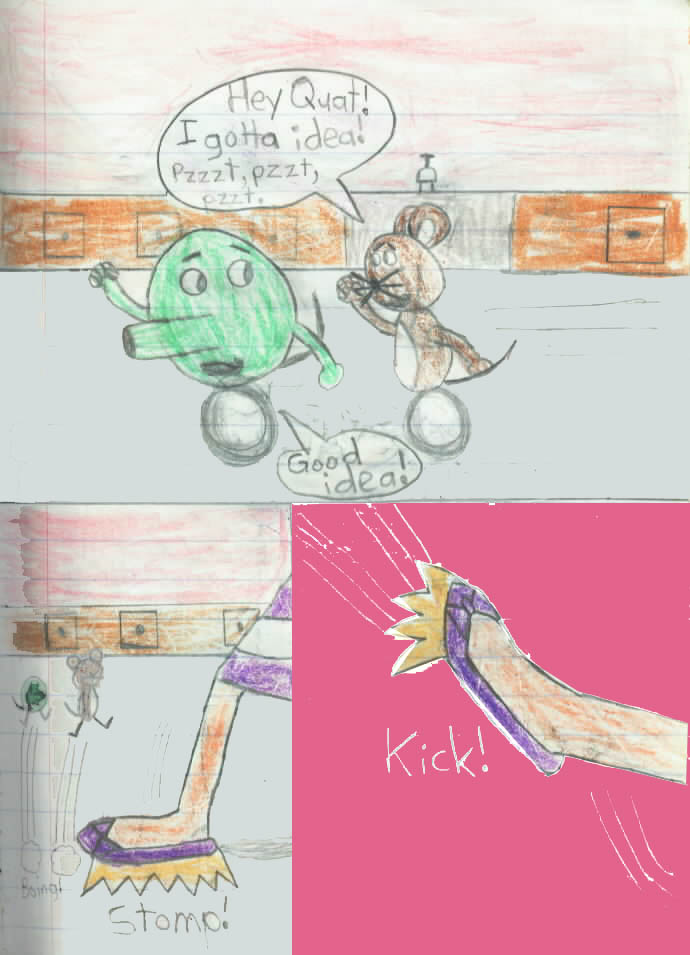 Hey Quat!
I gotta idea!
Pzzzt, pzzt,
pzzt.
Good
idea!
Boing!
Stomp!
Kick!